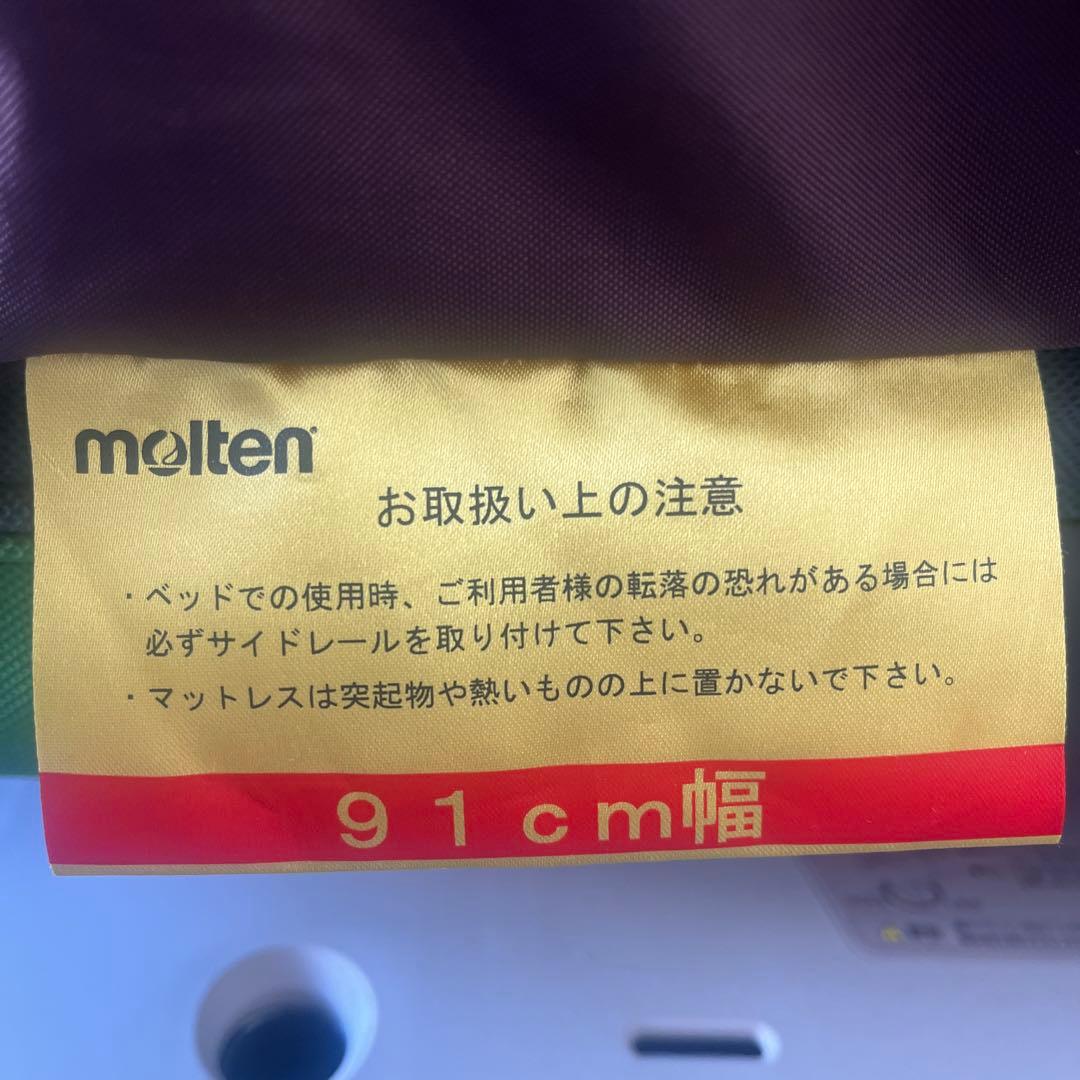 molten
お取扱い上の注意
・ベッドでの使用時、ご利用者様の転落の恐れがある場合には
必ずサイドレールを取り付けて下さい。
・マットレスは突起物や熱いものの上に置かないで下さい。
９１ｃｍ幅